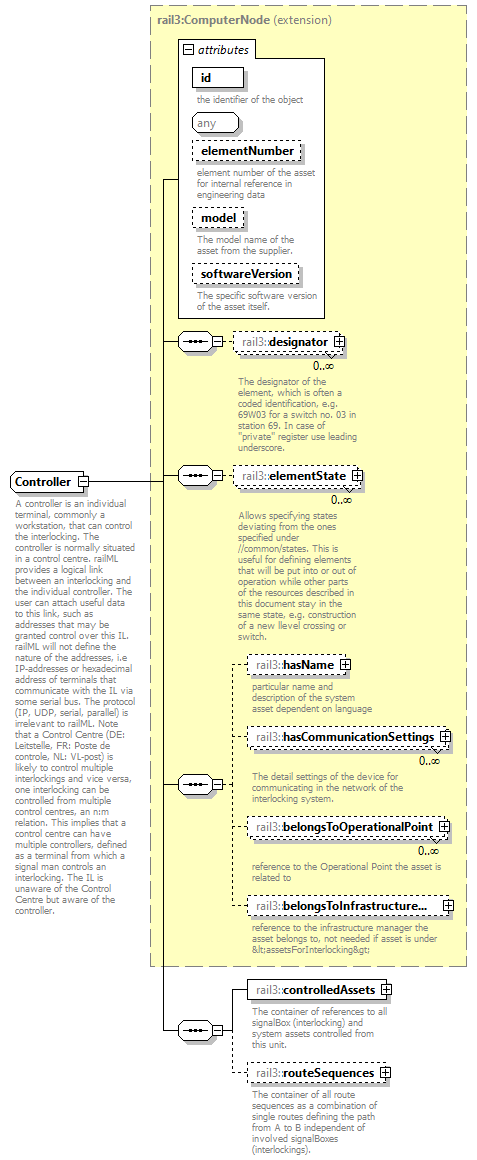 rail3:ComputerNode (extension)
attributes
id
the identifier of the object
any
elementNumber
element number of the asset
for internal reference in
engineering data
model
The model name of the
asset from the supplier.
softwareVersion
The specific software version
of the asset itself.
rail3::designator
0..∞
The designator of the
element, which is often a
coded identification, e.g.
69W03 for a switch no. 03 in
station 69. In case of
"private" register use leading
underscore.
rail3::elementState
0..∞
Allows specifying states
deviating from the ones
specified under
//common/states. This is
useful for defining elements
that will be put into or out of
operation while other parts
of the resources described in
this document stay in the
same state, e.g. construction
of a new llevel crossing or
switch.
Controller
A controller is an individual
terminal, commonly a
workstation, that can control
the interlocking. The
controller is normally situated
in a control centre. railML
provides a logical link
between an interlocking and
the individual controller. The
user can attach useful data
to this link, such as
addresses that may be
granted control over this IL.
railML will not define the
nature of the addresses, i.e
IP-addresses or hexadecimal
address of terminals that
communicate with the IL via
some serial bus. The protocol
(IP, UDP, serial, parallel) is
irrelevant to railML. Note
that a Control Centre (DE:
Leitstelle, FR: Poste de
controle, NL: VL-post) is
likely to control multiple
interlockings and vice versa,
one interlocking can be
controlled from multiple
control centres, an n:m
relation. This implies that a
control centre can have
multiple controllers, defined
as a terminal from which a
signal man controls an
interlocking. The IL is
unaware of the Control
Centre but aware of the
controller.
rail3::hasName
particular name and
description of the system
asset dependent on language
rail3::hasCommunicationSettings
0..∞
The detail settings of the device for
communicating in the network of the
interlocking system.
rail3::belongsToOperationalPoint
0..∞
reference to the Operational Point the asset is
related to
rail3::belongsToInfrastructure...
reference to the infrastructure manager the
asset belongs to, not needed if asset is under
&lt;assetsForInterlocking&gt;
rail3::controlledAssets
The container of references to all
signalBox (interlocking) and
system assets controlled from
this unit.
rail3::routeSequences
The container of all route
sequences as a combination of
single routes defining the path
from A to B independent of
involved signalBoxes
(interlockings).